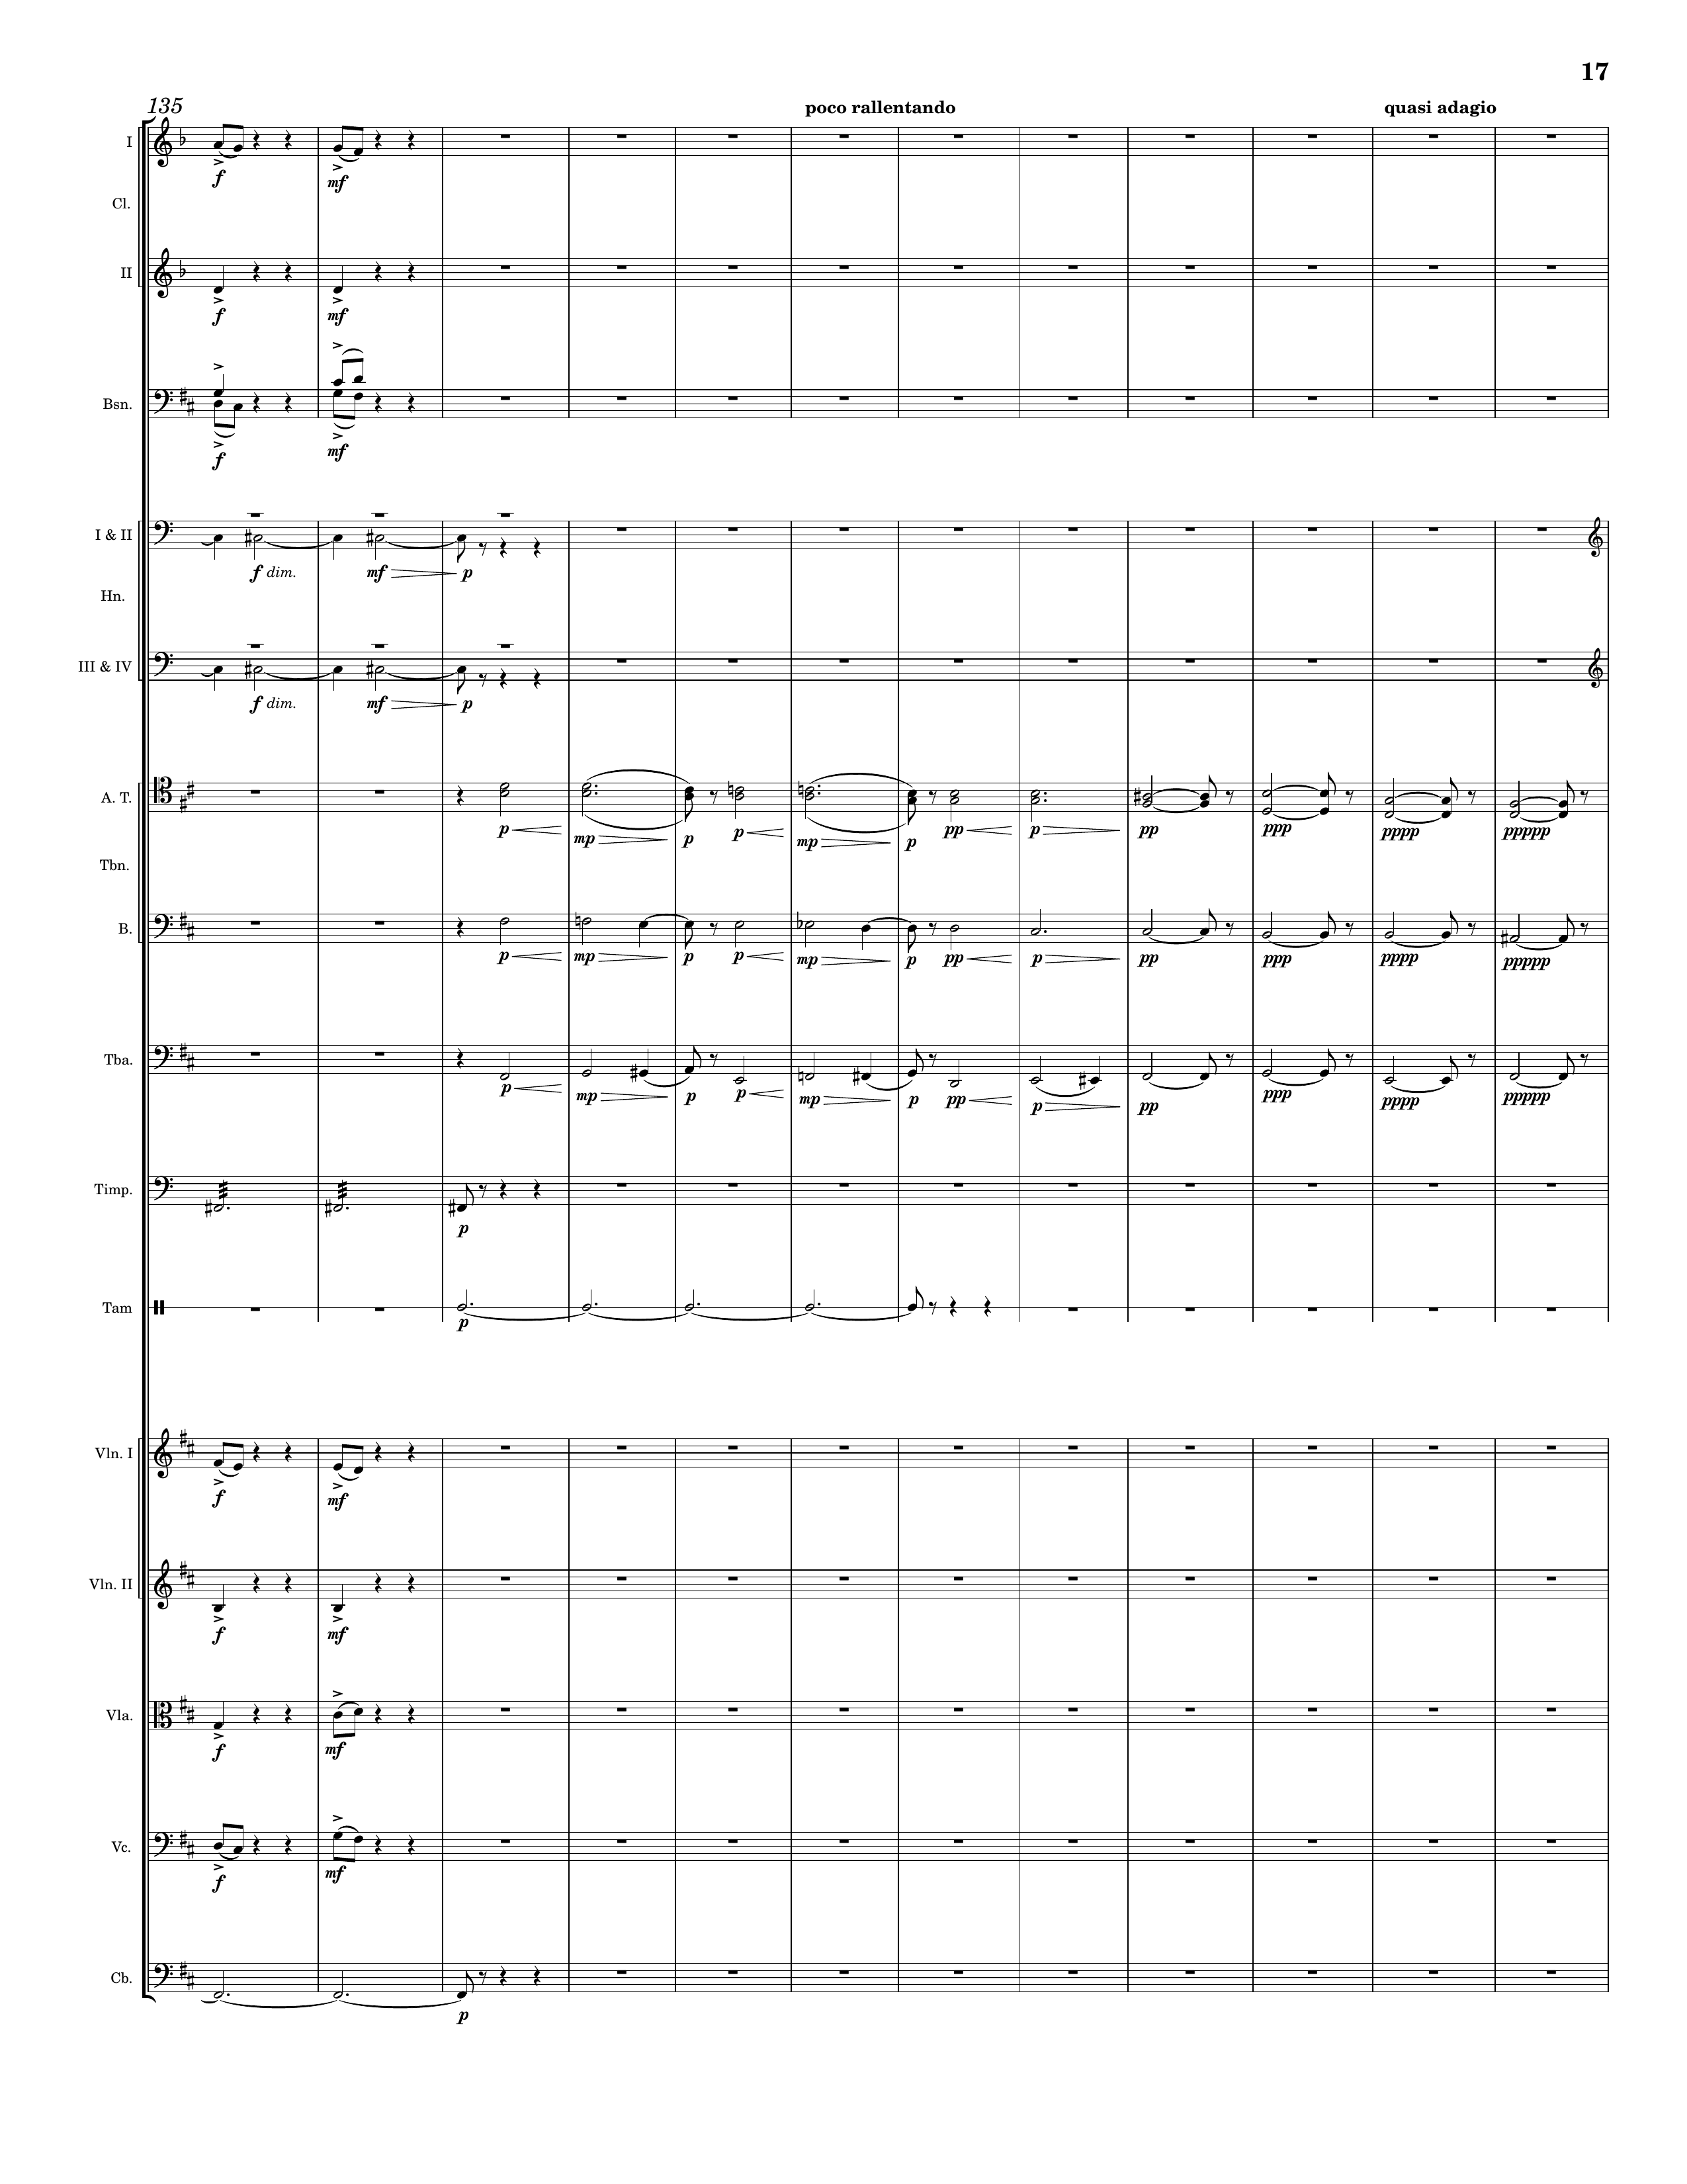 17
135 poco rallentando quasi adagio
I
f mf
Cl.
II
f mf
Bsn.
f mf
I & II
f dim. mf p
Hn.
III & IV
f dim. mf p
A. T.
p mp p p mp p pp p pp ppp pppp ppppp
Tbn.
B.
p mp p p mp p pp p pp ppp pppp ppppp
Tba.
p mp p p mp p pp p pp ppp pppp ppppp
Timp.
p
Tam
p
Vln. I
f mf
Vln. II
f mf
Vla.
f mf
Vc.
f mf
Cb.
p